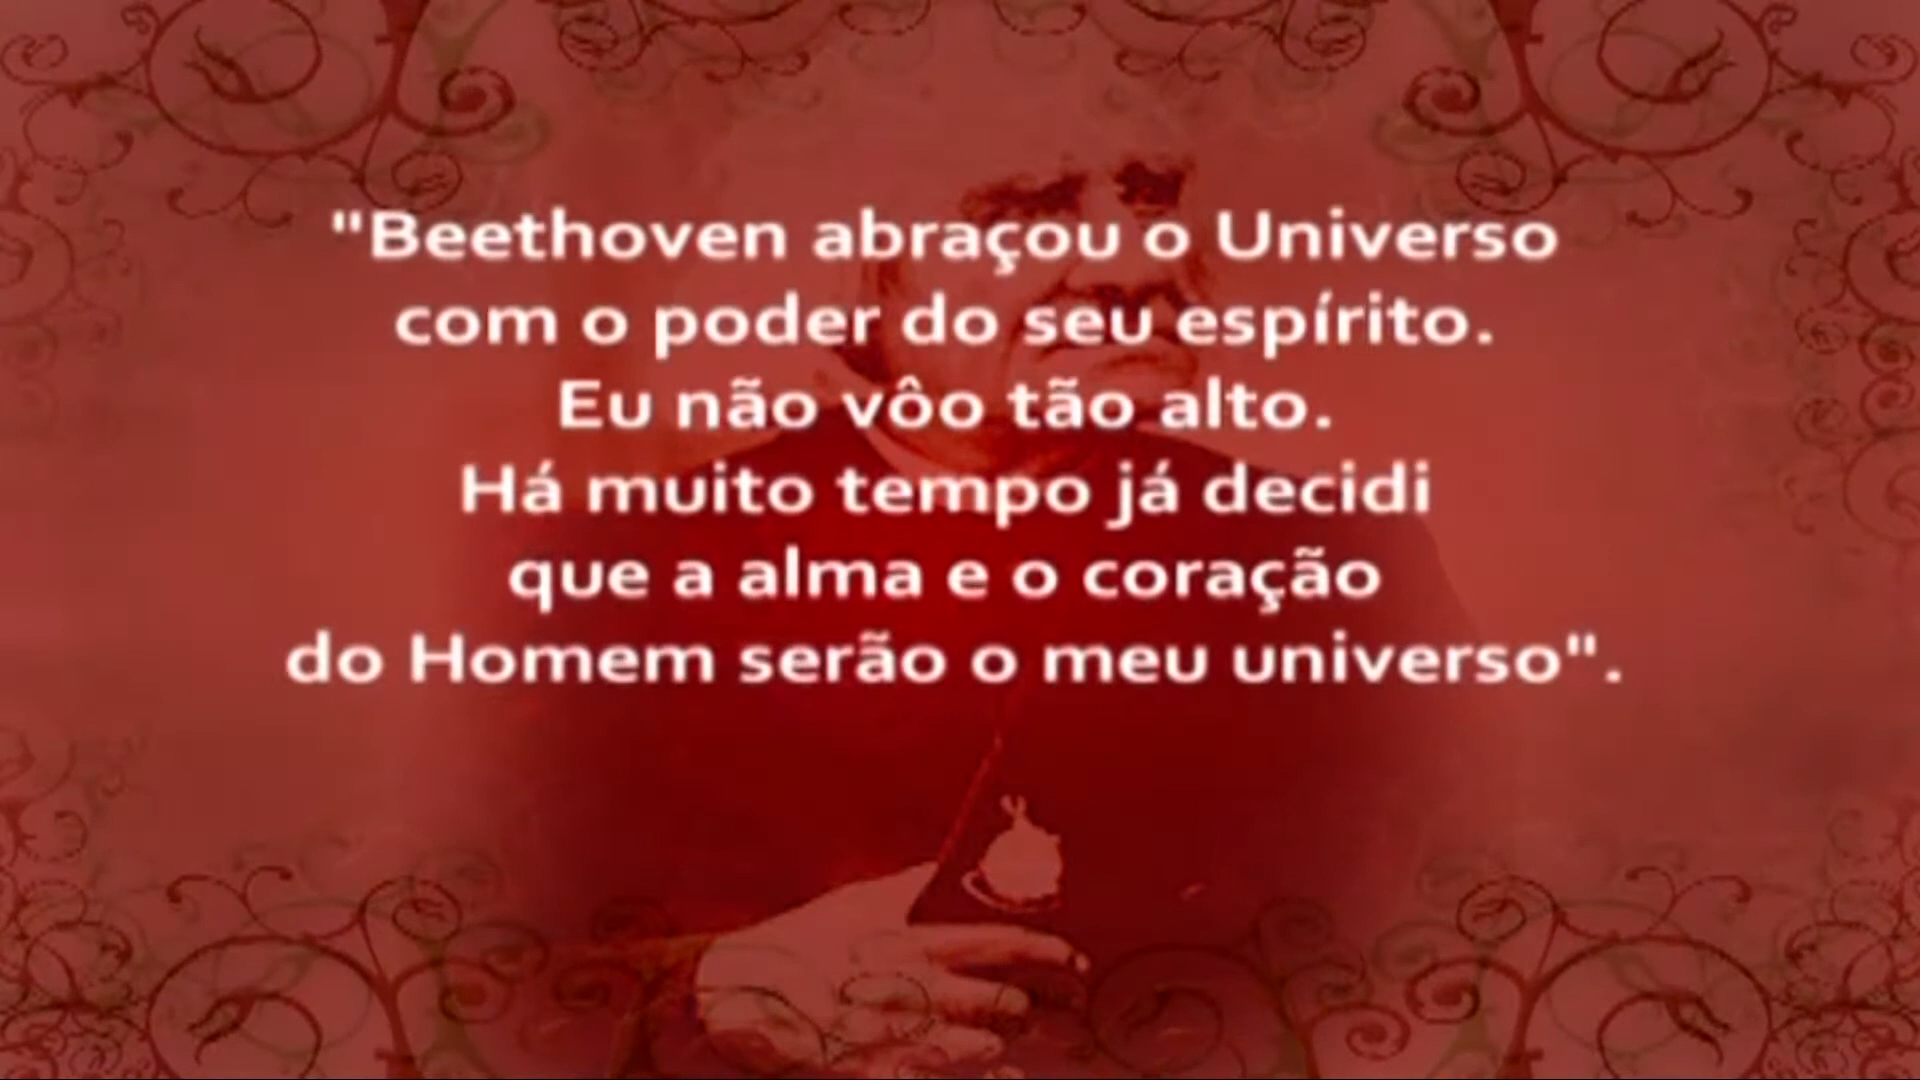 "Beethoven abraçou o Universo
com o poder do seu espírito.
Eu não vôo tão alto.
Há muito tempo já decidi
que a alma e o coração
do Homem serão o meu universo".